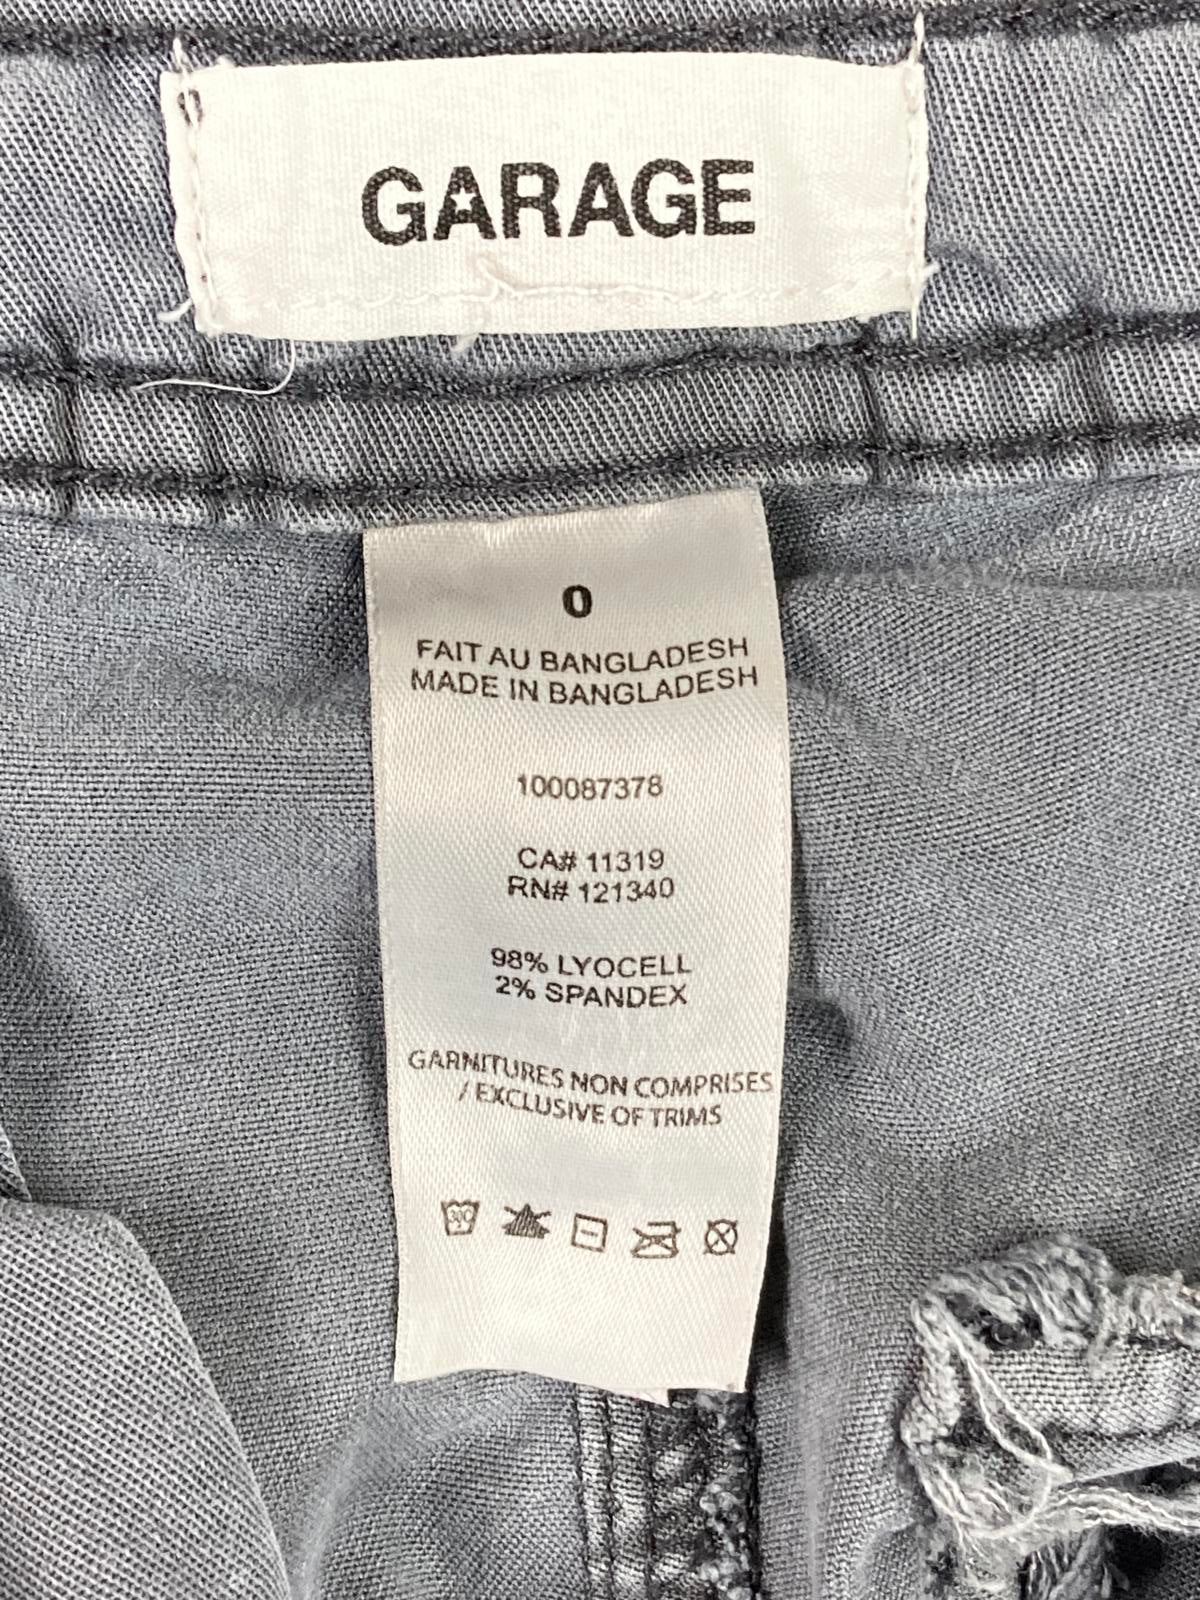 GARAGE
0
FAIT AU BANGLADESH
MADE IN BANGLADESH
100087378
CA# 11319
RN# 121340
98% LYOCELL
2% SPANDEX
GARNITURES NON COMPRISES
/ EXCLUSIVE OF TRIMS
30C